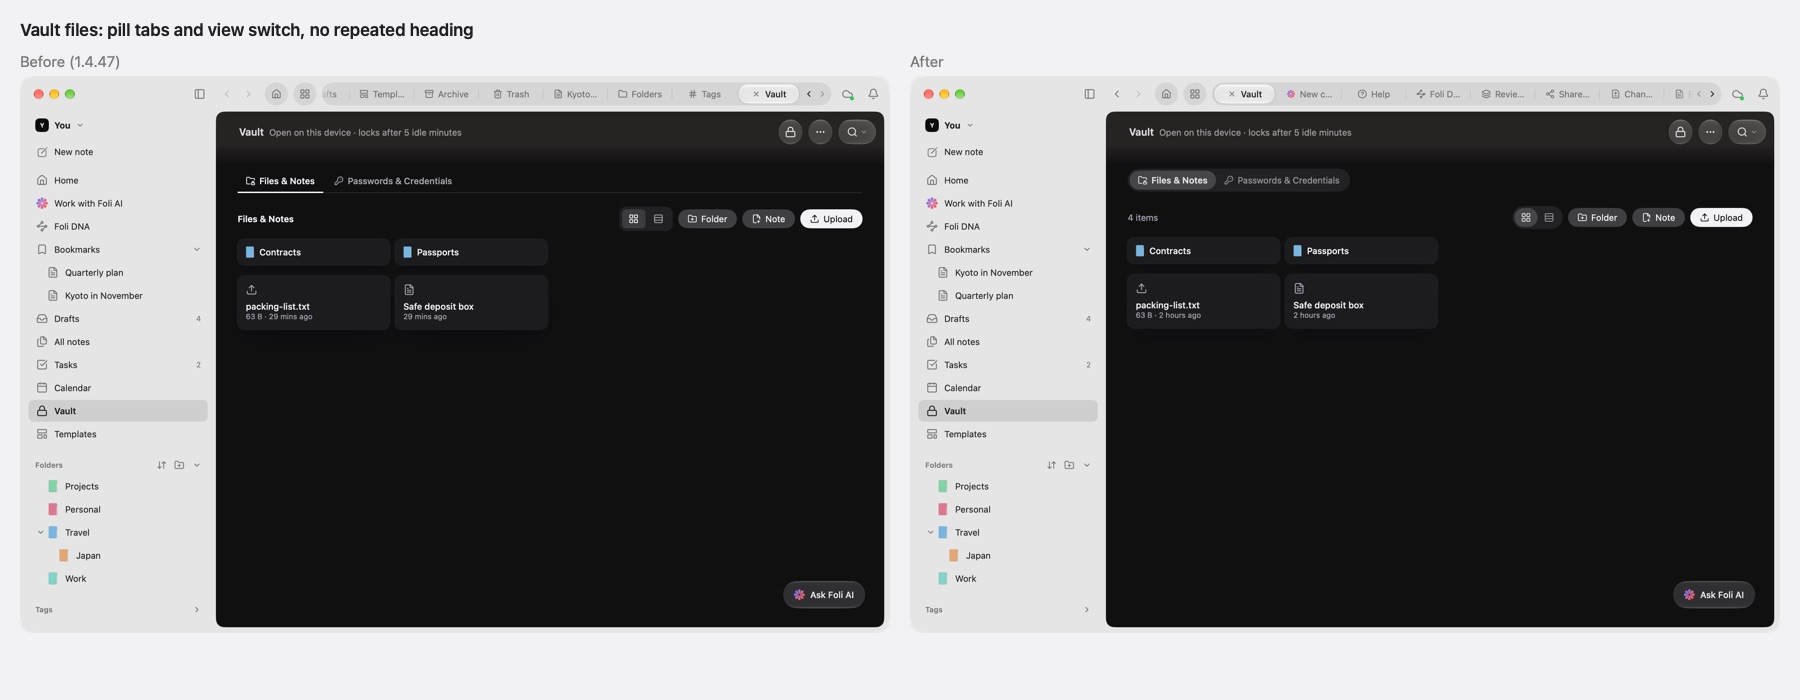 Vault files: pill tabs and view switch, no repeated heading
Before (1.4.47)
Templ...
Archive
Trash
Kyoto...
Folders
# Tags
Vault
Y You
New note
Home
Work with Foli AI
Foli DNA
Bookmarks
Quarterly plan
Kyoto in November
Drafts 4
All notes
Tasks 2
Calendar
Vault
Templates
Folders
Projects
Personal
Travel
Japan
Work
Tags
Vault Open on this device · locks after 5 idle minutes
Files & Notes Passwords & Credentials
Files & Notes Folder Note Upload
Contracts Passports
packing-list.txt
63 B · 29 mins ago
Safe deposit box
29 mins ago
Ask Foli AI
After
Vault
New c...
Help
Foli D...
Revie...
Share...
Chan...
Y You
New note
Home
Work with Foli AI
Foli DNA
Bookmarks
Kyoto in November
Quarterly plan
Drafts 4
All notes
Tasks 2
Calendar
Vault
Templates
Folders
Projects
Personal
Travel
Japan
Work
Tags
Vault Open on this device · locks after 5 idle minutes
Files & Notes Passwords & Credentials
4 items Folder Note Upload
Contracts Passports
packing-list.txt
63 B · 2 hours ago
Safe deposit box
2 hours ago
Ask Foli AI